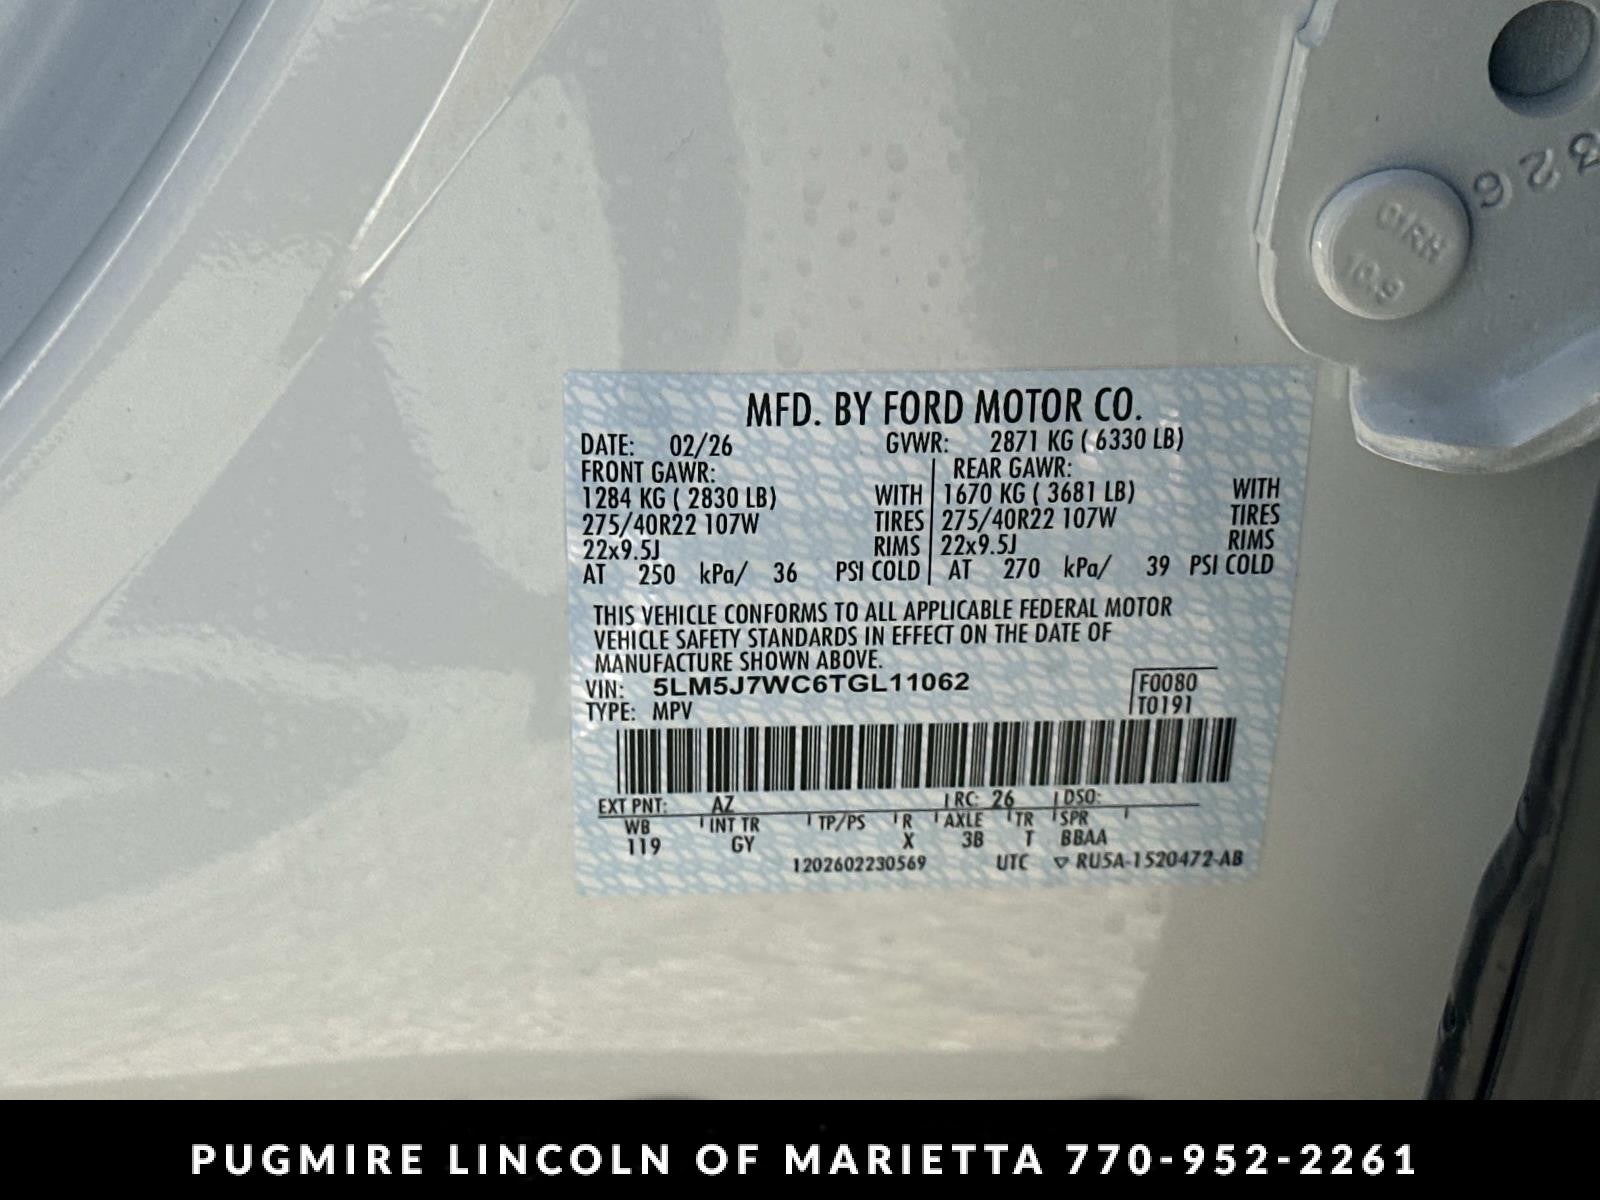 326
01RH
10.9
MFD. BY FORD MOTOR CO.
DATE: 02/26 GVWR: 2871 KG ( 6330 LB)
FRONT GAWR: REAR GAWR:
1284 KG ( 2830 LB) WITH 1670 KG ( 3681 LB) WITH
275/40R22 107W TIRES 275/40R22 107W TIRES
22x9.5J RIMS 22x9.5J RIMS
AT 250 kPa/ 36 PSI COLD AT 270 kPa/ 39 PSI COLD
THIS VEHICLE CONFORMS TO ALL APPLICABLE FEDERAL MOTOR
VEHICLE SAFETY STANDARDS IN EFFECT ON THE DATE OF
MANUFACTURE SHOWN ABOVE.
VIN: 5LM5J7WC6TGL11062 F0080
TYPE: MPV T0191
EXT PNT: AZ RC: 26 DSO:
WB INT TR TP/PS R AXLE TR SPR
119 GY X 3B T BBAA
1202602230569 UTC ▽ RU5A-1520472-AB
PUGMIRE LINCOLN OF MARIETTA 770-952-2261